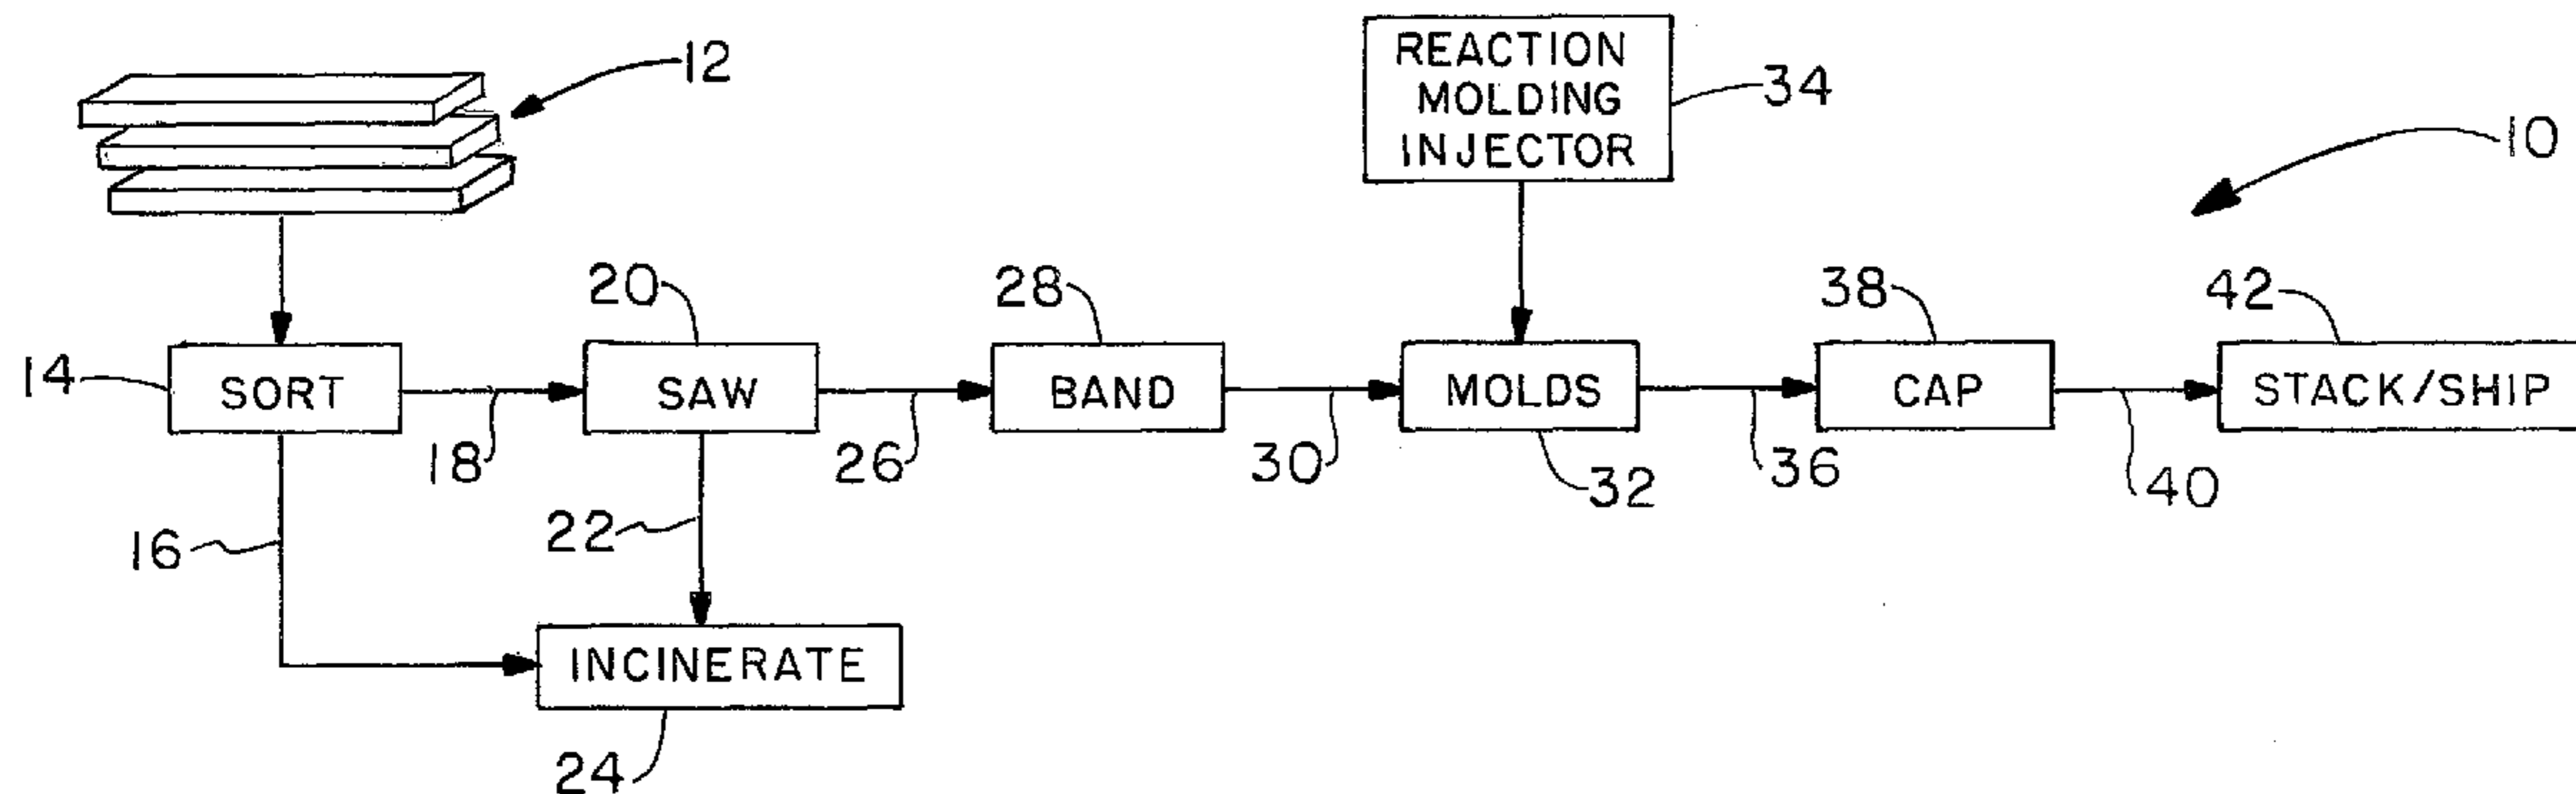 12
REACTION
MOLDING
INJECTOR
34
10
14
SORT
18
20
SAW
26
28
BAND
30
MOLDS
32
36
38
CAP
40
42
STACK/SHIP
16
22
INCINERATE
24